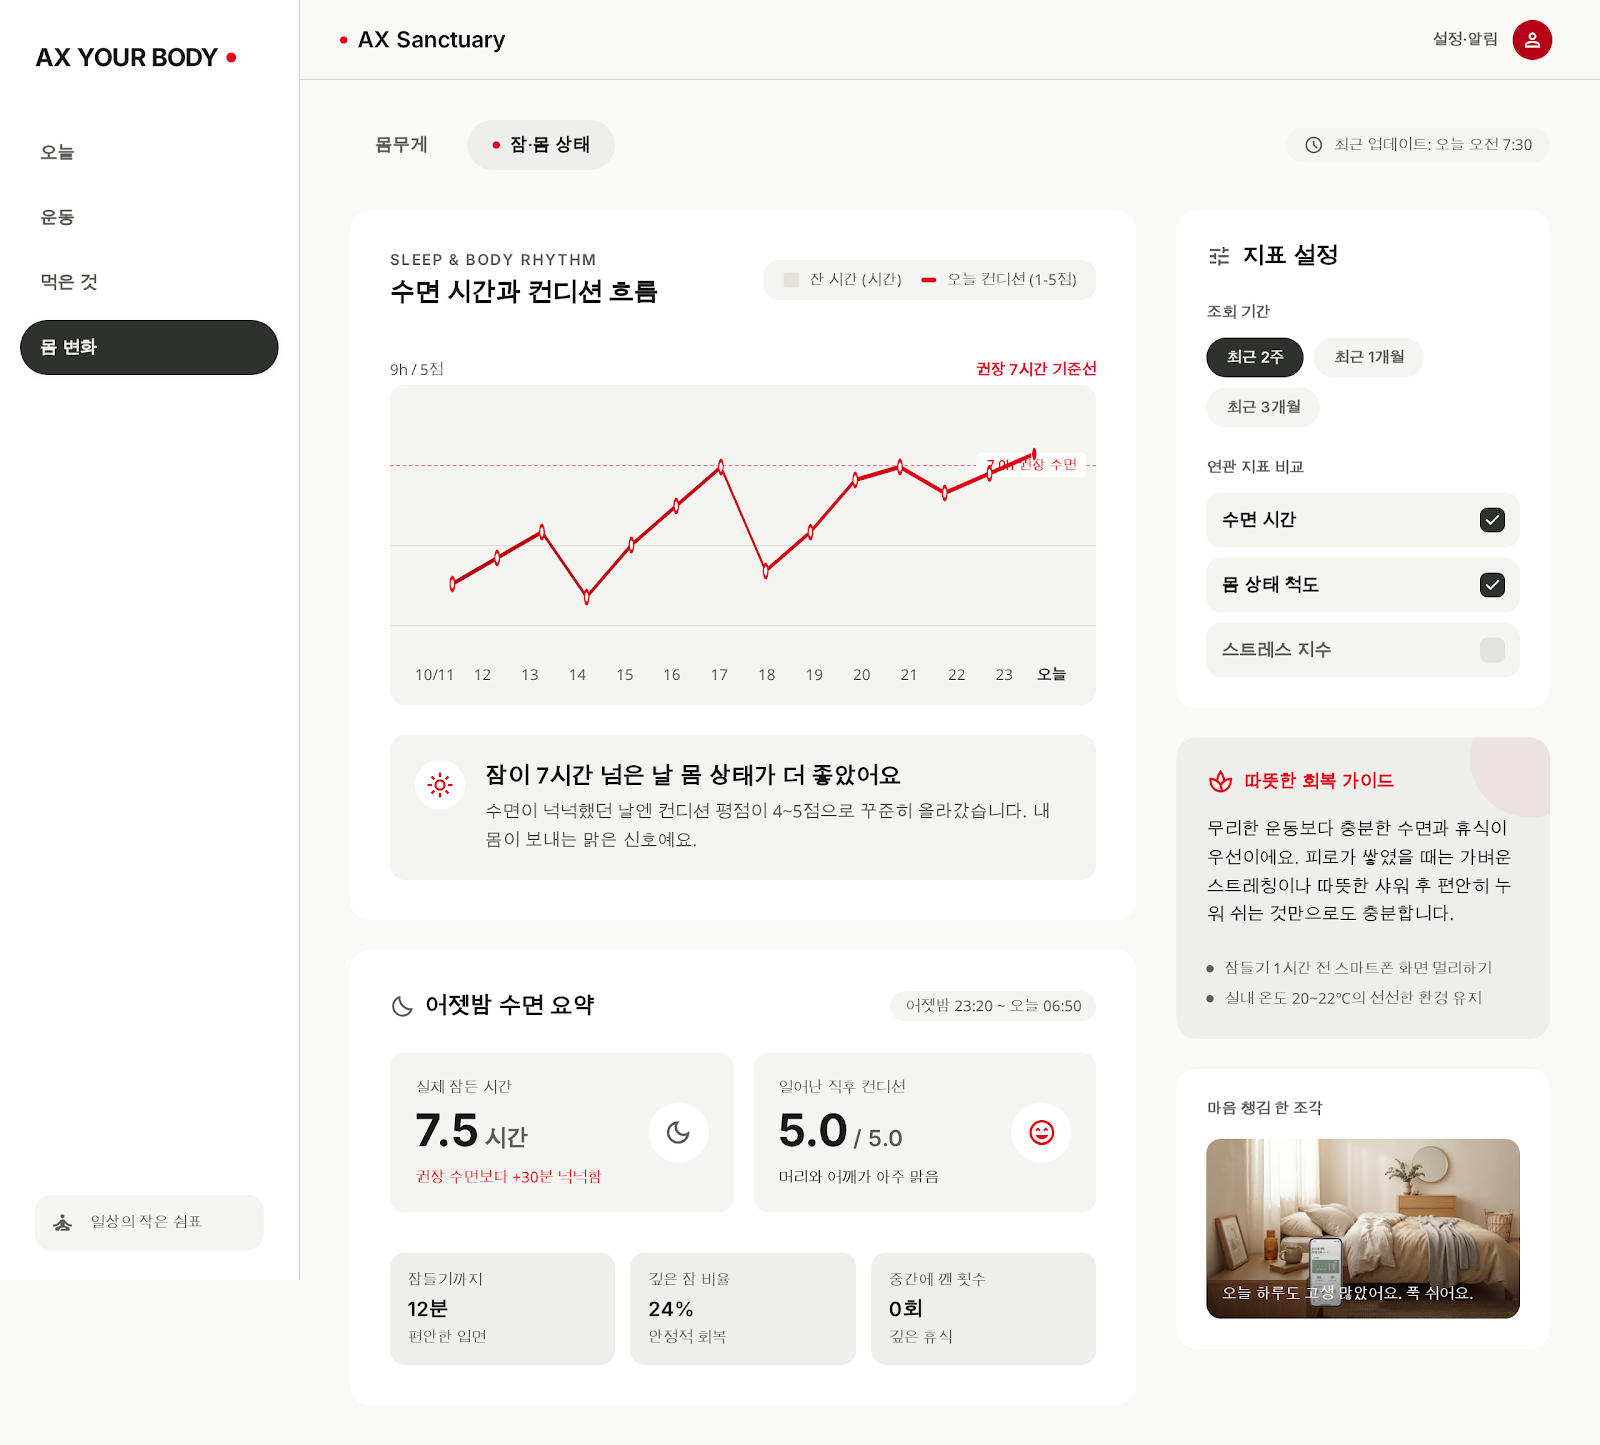 AX YOUR BODY
오늘
운동
먹은 것
몸 변화
일상의 작은 쉼표
AX Sanctuary
설정·알림
몸무게
잠·몸 상태
최근 업데이트: 오늘 오전 7:30
SLEEP & BODY RHYTHM
수면 시간과 컨디션 흐름
잔 시간 (시간)
오늘 컨디션 (1-5점)
9h / 5점
권장 7시간 기준선
7.0h 권장 수면
10/11 12 13 14 15 16 17 18 19 20 21 22 23 오늘
잠이 7시간 넘은 날 몸 상태가 더 좋았어요
수면이 넉넉했던 날엔 컨디션 평점이 4~5점으로 꾸준히 올라갔습니다. 내
몸이 보내는 맑은 신호예요.
어젯밤 수면 요약
어젯밤 23:20 ~ 오늘 06:50
실제 잠든 시간
7.5 시간
권장 수면보다 +30분 넉넉함
일어난 직후 컨디션
5.0 / 5.0
머리와 어깨가 아주 맑음
잠들기까지
12분
편안한 입면
깊은 잠 비율
24%
안정적 회복
중간에 깬 횟수
0회
깊은 휴식
지표 설정
조회 기간
최근 2주
최근 1개월
최근 3개월
연관 지표 비교
수면 시간
몸 상태 척도
스트레스 지수
따뜻한 회복 가이드
무리한 운동보다 충분한 수면과 휴식이
우선이에요. 피로가 쌓였을 때는 가벼운
스트레칭이나 따뜻한 샤워 후 편안히 누
워 쉬는 것만으로도 충분합니다.
잠들기 1시간 전 스마트폰 화면 멀리하기
실내 온도 20~22℃의 선선한 환경 유지
마음 챙김 한 조각
오늘 하루도 고생 많았어요. 푹 쉬어요.